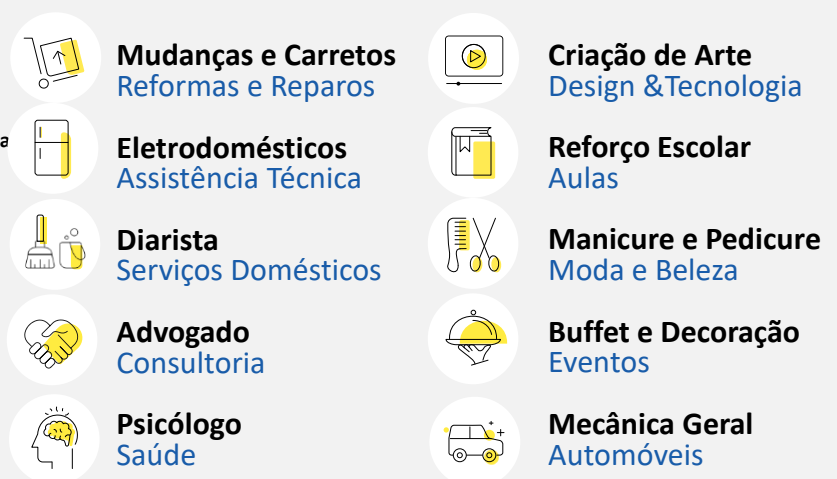 Mudanças e Carretos
Reformas e Reparos
Eletrodomésticos
Assistência Técnica
Diarista
Serviços Domésticos
Advogado
Consultoria
Psicólogo
Saúde
Criação de Arte
Design &Tecnologia
Reforço Escolar
Aulas
Manicure e Pedicure
Moda e Beleza
Buffet e Decoração
Eventos
Mecânica Geral
Automóveis